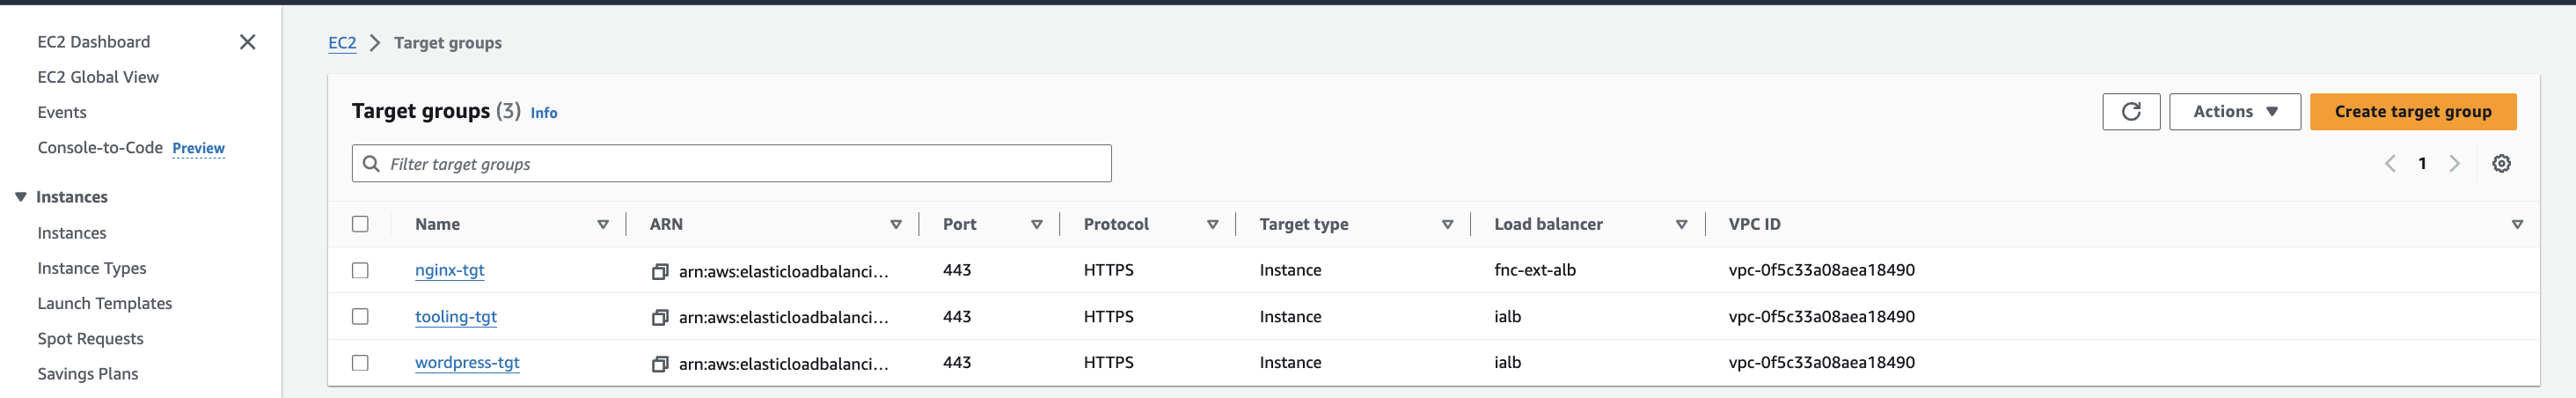 EC2 Dashboard
EC2 Global View
Events
Console-to-Code Preview
Instances
Instances
Instance Types
Launch Templates
Spot Requests
Savings Plans
EC2 > Target groups
Target groups (3) Info
Actions
Create target group
Filter target groups
1
Name ARN Port Protocol Target type Load balancer VPC ID
nginx-tgt arn:aws:elasticloadbalanci... 443 HTTPS Instance fnc-ext-alb vpc-0f5c33a08aea18490
tooling-tgt arn:aws:elasticloadbalanci... 443 HTTPS Instance ialb vpc-0f5c33a08aea18490
wordpress-tgt arn:aws:elasticloadbalanci... 443 HTTPS Instance ialb vpc-0f5c33a08aea18490